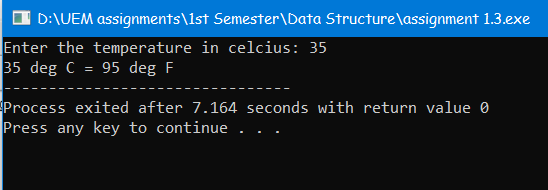 D:\UEM assignments\1st Semester\Data Structure\assignment 1.3.exe
Enter the temperature in celcius: 35
35 deg C = 95 deg F
--------------------------------
Process exited after 7.164 seconds with return value 0
Press any key to continue . . .